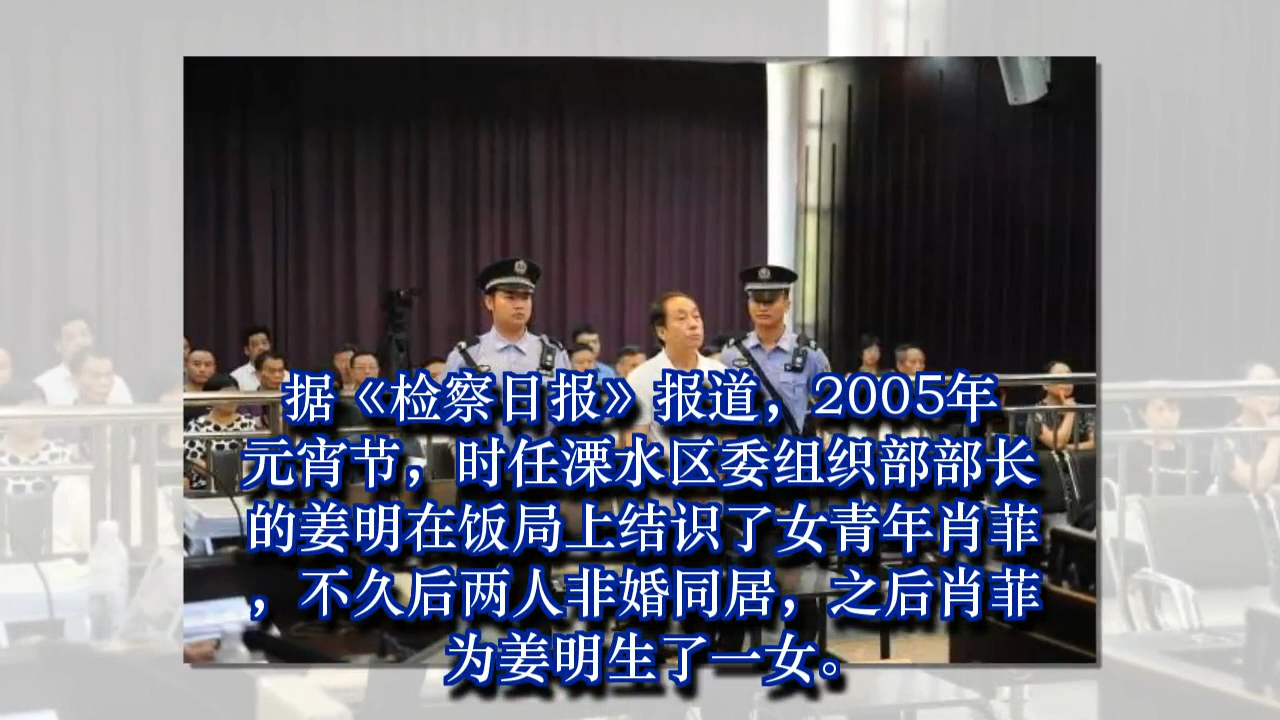 据《检察日报》报道，2005年
元宵节，时任溧水区委组织部部长
的姜明在饭局上结识了女青年肖菲
，不久后两人非婚同居，之后肖菲
为姜明生了一女。